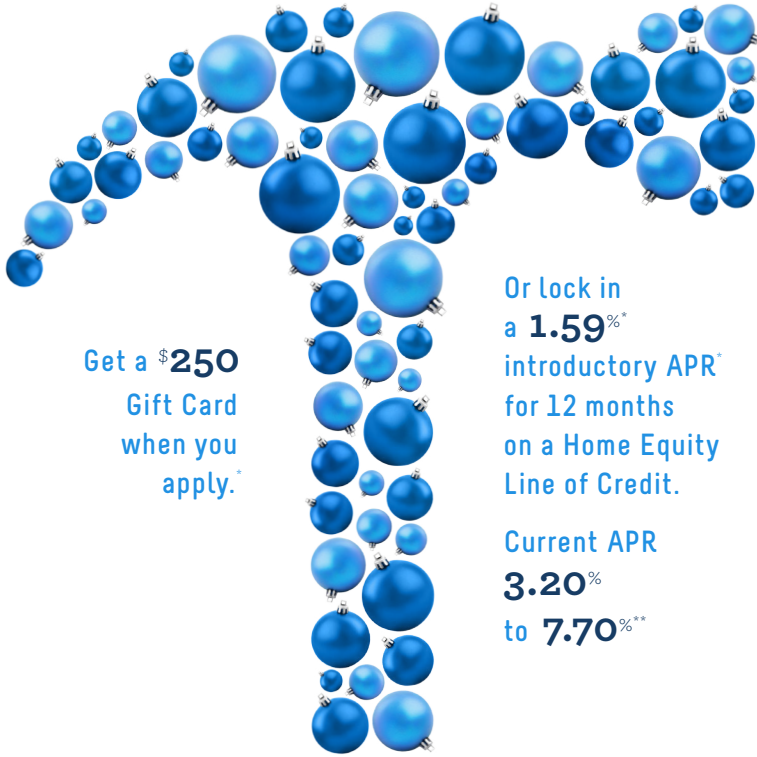 Get a $250
Gift Card
when you
apply.*
Or lock in
a 1.59%*
introductory APR*
for 12 months
on a Home Equity
Line of Credit.
Current APR
3.20%
to 7.70%**